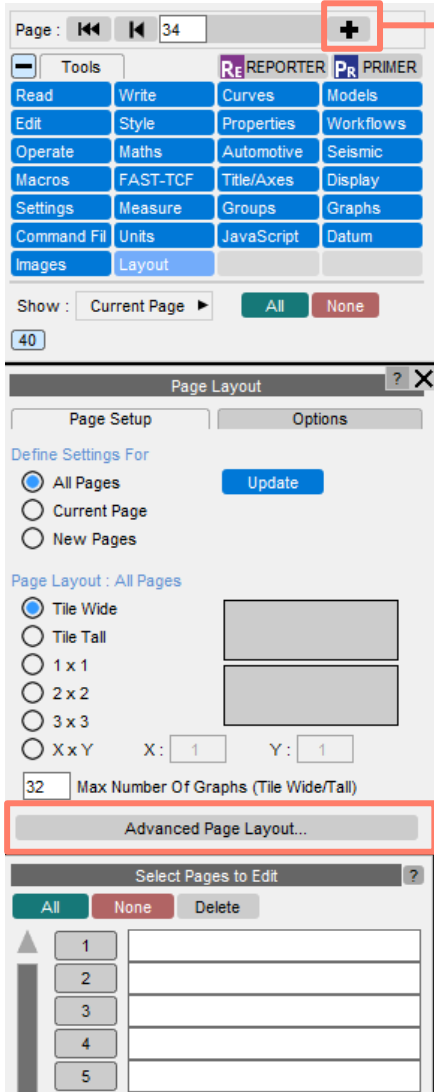 Page : 34 +
Tools RE REPORTER PR PRIMER
Read Write Curves Models
Edit Style Properties Workflows
Operate Maths Automotive Seismic
Macros FAST-TCF Title/Axes Display
Settings Measure Groups Graphs
Command Fil Units JavaScript Datum
Images Layout
Show : Current Page All None
40
Page Layout ? X
Page Setup Options
Define Settings For
All Pages Update
Current Page
New Pages
Page Layout : All Pages
Tile Wide
Tile Tall
1 x 1
2 x 2
3 x 3
X x Y X : 1 Y : 1
32 Max Number Of Graphs (Tile Wide/Tall)
Advanced Page Layout...
Select Pages to Edit ?
All None Delete
1
2
3
4
5